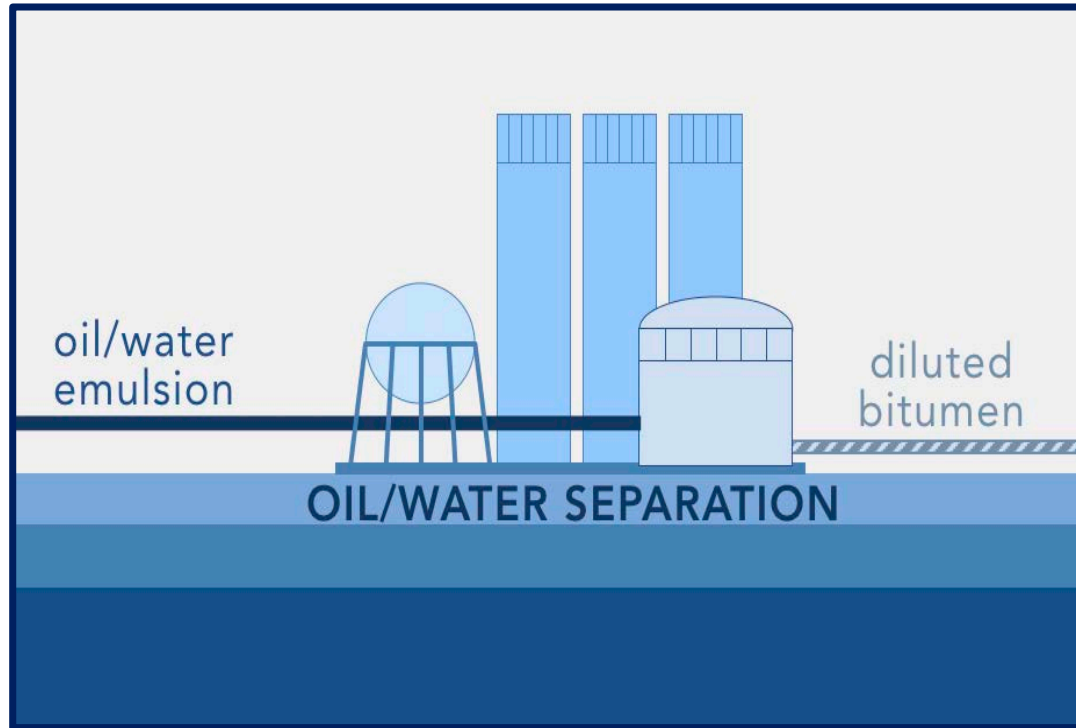 oil/water
emulsion
diluted
bitumen
OIL/WATER SEPARATION